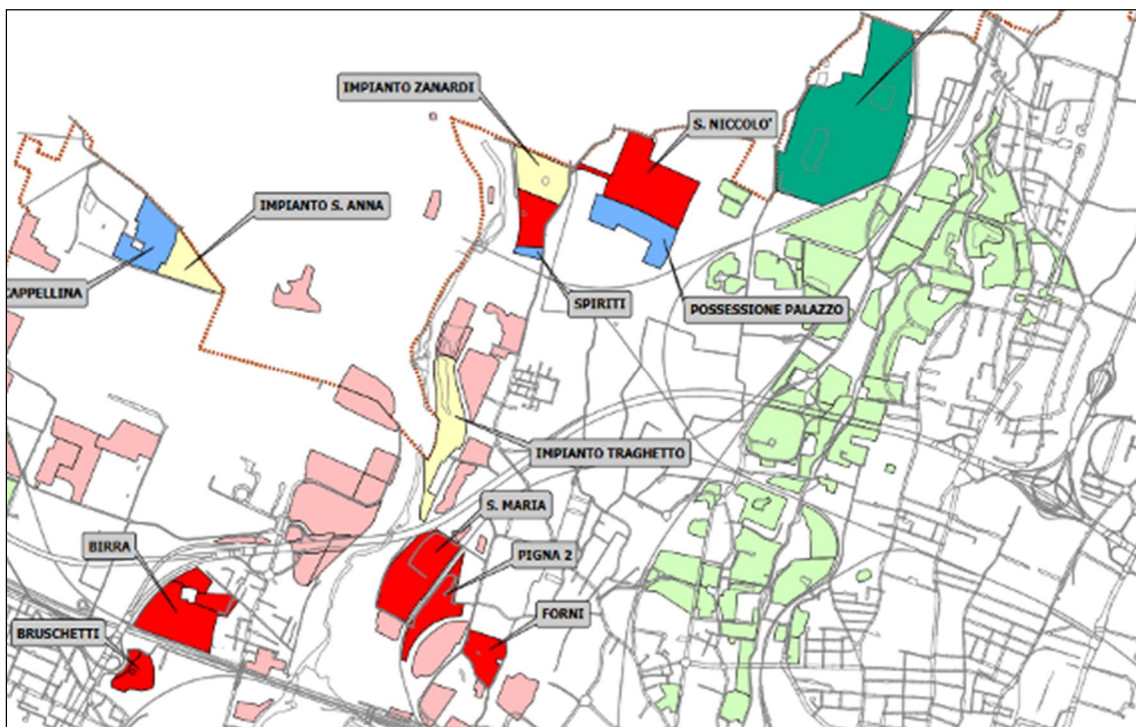 IMPIANTO ZANARDI
S. NICCOLO'
IMPIANTO S. ANNA
CAPPELLINA
SPIRITI
POSSESSIONE PALAZZO
IMPIANTO TRAGHETTO
S. MARIA
BIRRA
PIGNA 2
FORNI
BRUSCHETTI